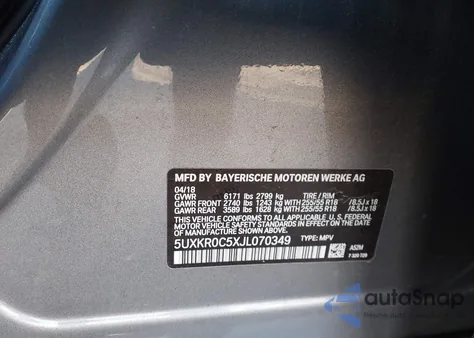 MFD BY BAYERISCHE MOTOREN WERKE AG
04/18
GVWR 6171 lbs 2799 kg TIRE / RIM
GAWR FRONT 2740 lbs 1243 kg 255/55 R18 / 8.5J x 18
GAWR REAR 3589 lbs 1628 kg 255/55 R18 / 8.5J x 18
THIS VEHICLE CONFORMS TO ALL APPLICABLE
U.S. FEDERAL MOTOR VEHICLE SAFETY STANDARDS
IN EFFECT ON THE DATE OF MANUFACTURE SHOWN ABOVE.
5UXKR0C5XJL070349 TYPE: MPV
A52M
autoSnap